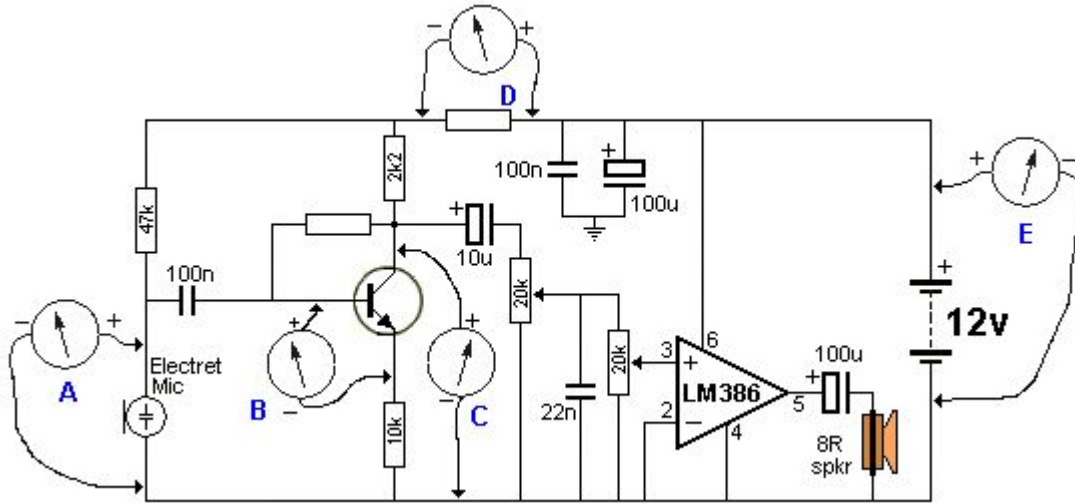 − +
D
+
100n
100u
2k2
47k
+
10u
100n
20k
− +
A
Electret
Mic
+
B
−
+
C
−
10k
22n
20k
3
+
6
LM386
2
−
4
5
100u
+
8R
spkr
+
12v
+ −
E